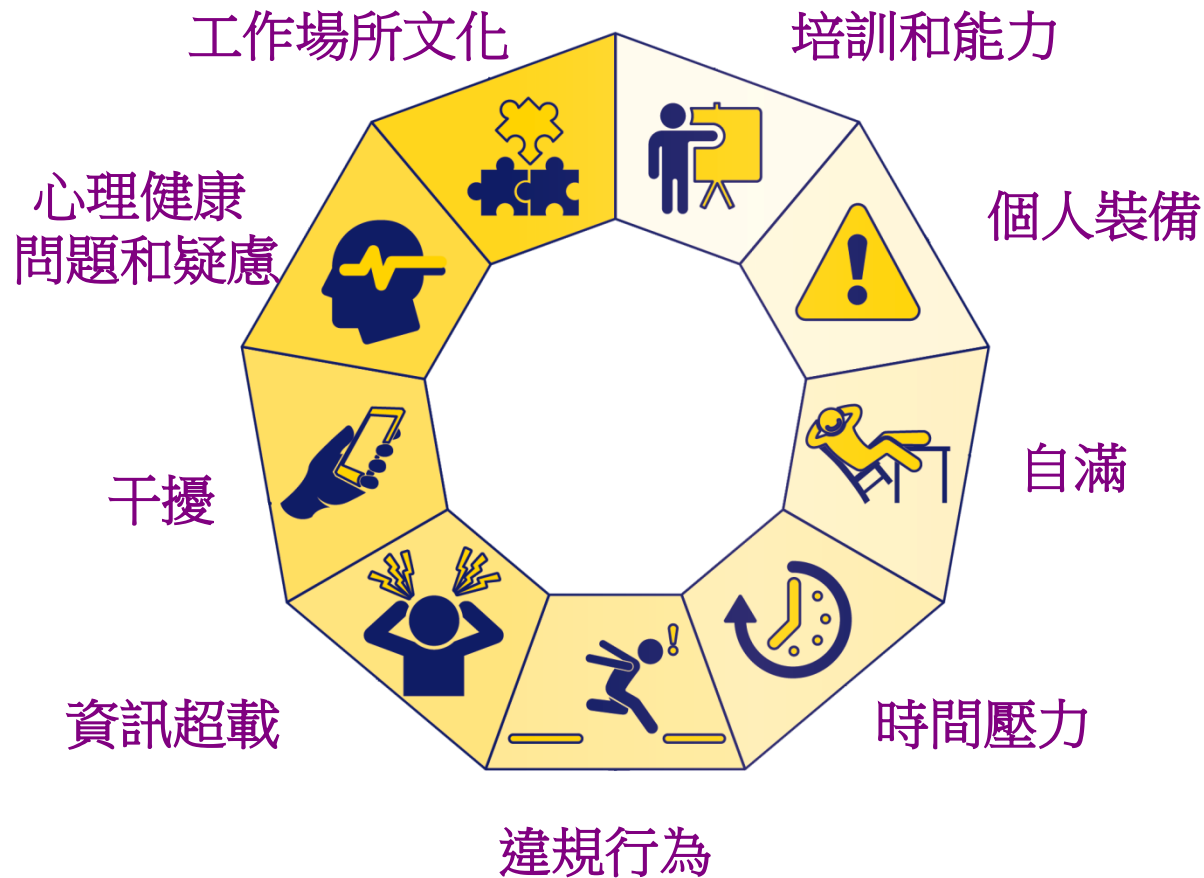 工作場所文化
培訓和能力
心理健康
問題和疑慮
個人裝備
自滿
干擾
資訊超載
時間壓力
違規行為